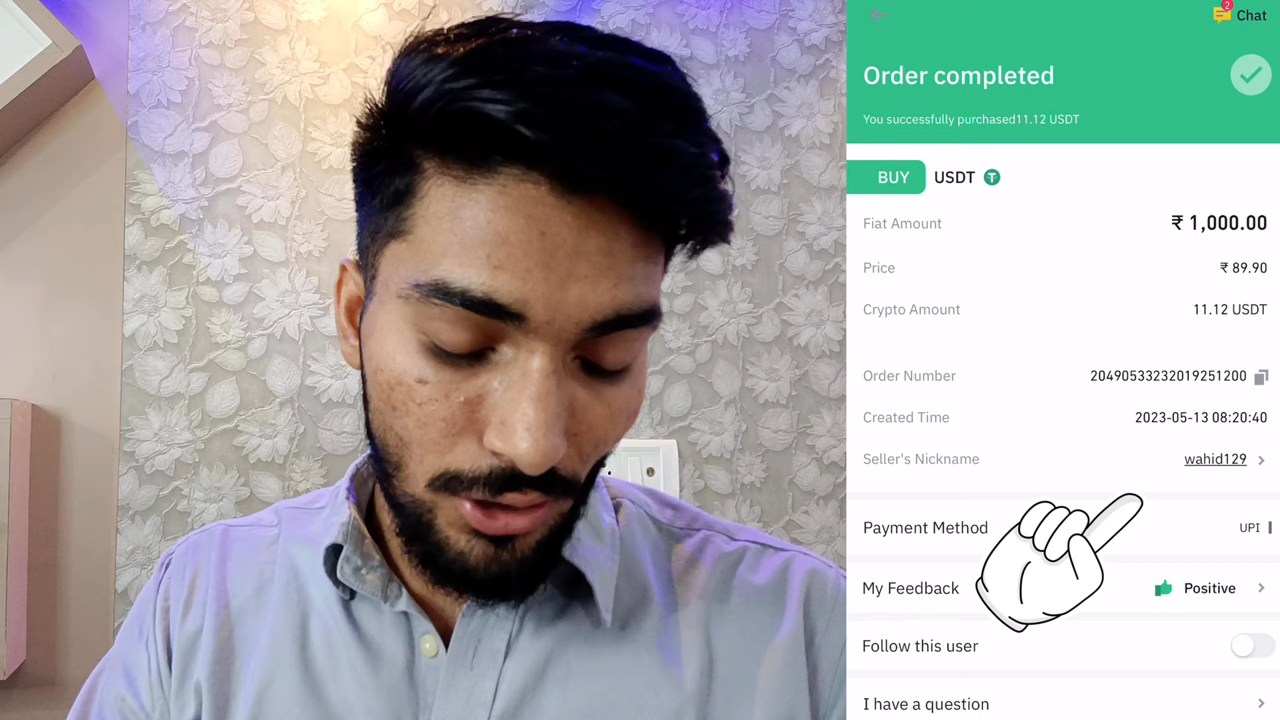 2
Chat
Order completed
You successfully purchased11.12 USDT
BUY USDT
Fiat Amount ₹ 1,000.00
Price ₹ 89.90
Crypto Amount 11.12 USDT
Order Number 20490533232019251200
Created Time 2023-05-13 08:20:40
Seller's Nickname wahid129
Payment Method UPI
My Feedback Positive
Follow this user
I have a question